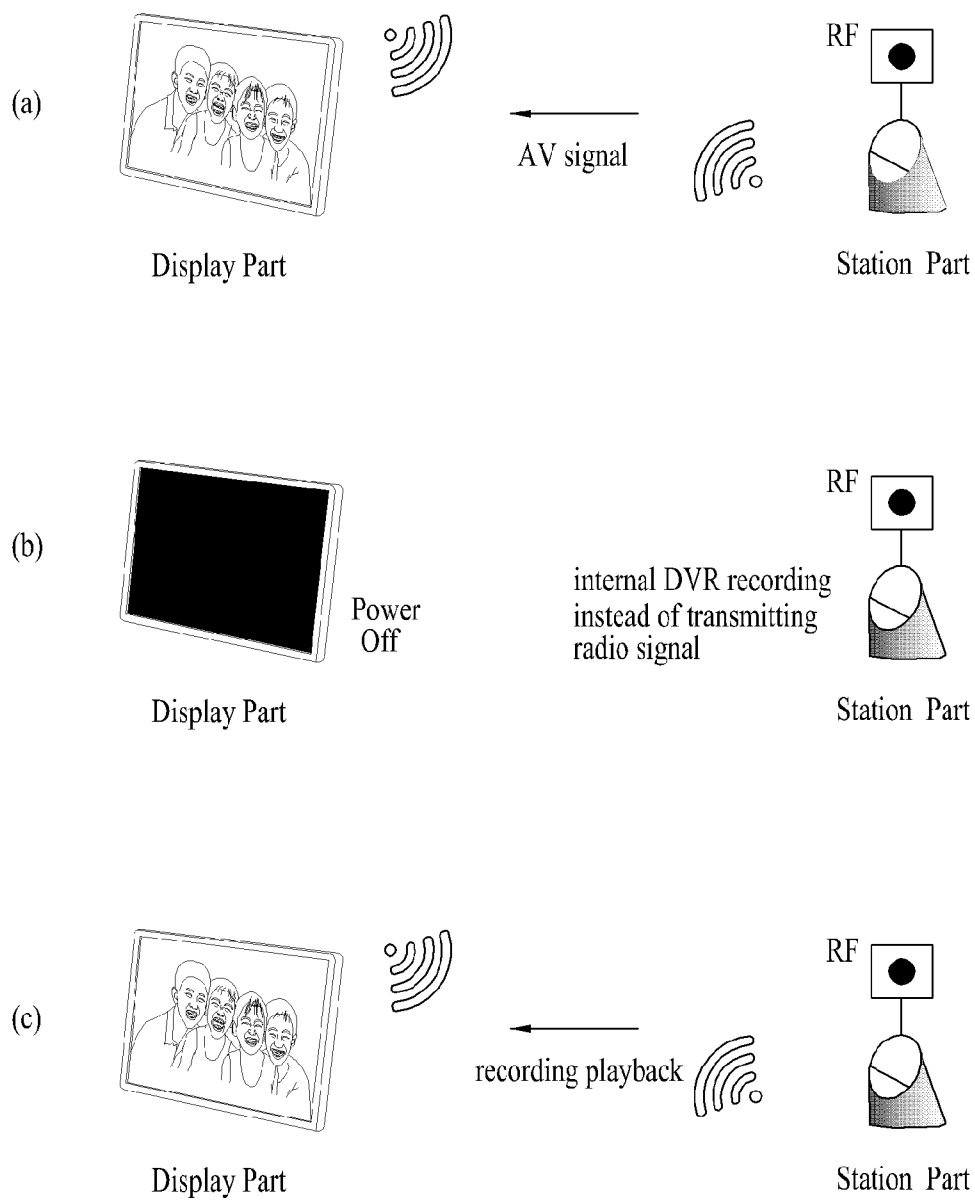 RF
(a)
AV signal
Display Part
Station Part
RF
(b)
internal DVR recording
instead of transmitting
radio signal
Power
Off
Display Part
Station Part
RF
(c)
recording playback
Display Part
Station Part